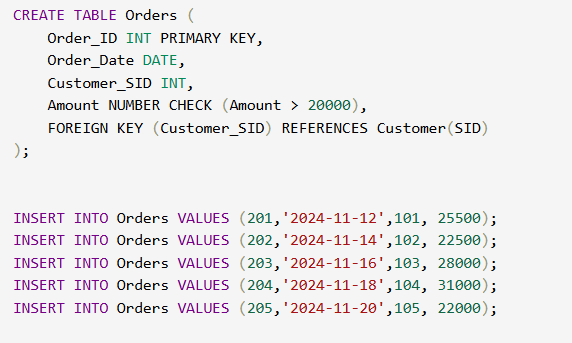 CREATE TABLE Orders (
    Order_ID INT PRIMARY KEY,
    Order_Date DATE,
    Customer_SID INT,
    Amount NUMBER CHECK (Amount > 20000),
    FOREIGN KEY (Customer_SID) REFERENCES Customer(SID)
);
INSERT INTO Orders VALUES (201,'2024-11-12',101, 25500);
INSERT INTO Orders VALUES (202,'2024-11-14',102, 22500);
INSERT INTO Orders VALUES (203,'2024-11-16',103, 28000);
INSERT INTO Orders VALUES (204,'2024-11-18',104, 31000);
INSERT INTO Orders VALUES (205,'2024-11-20',105, 22000);